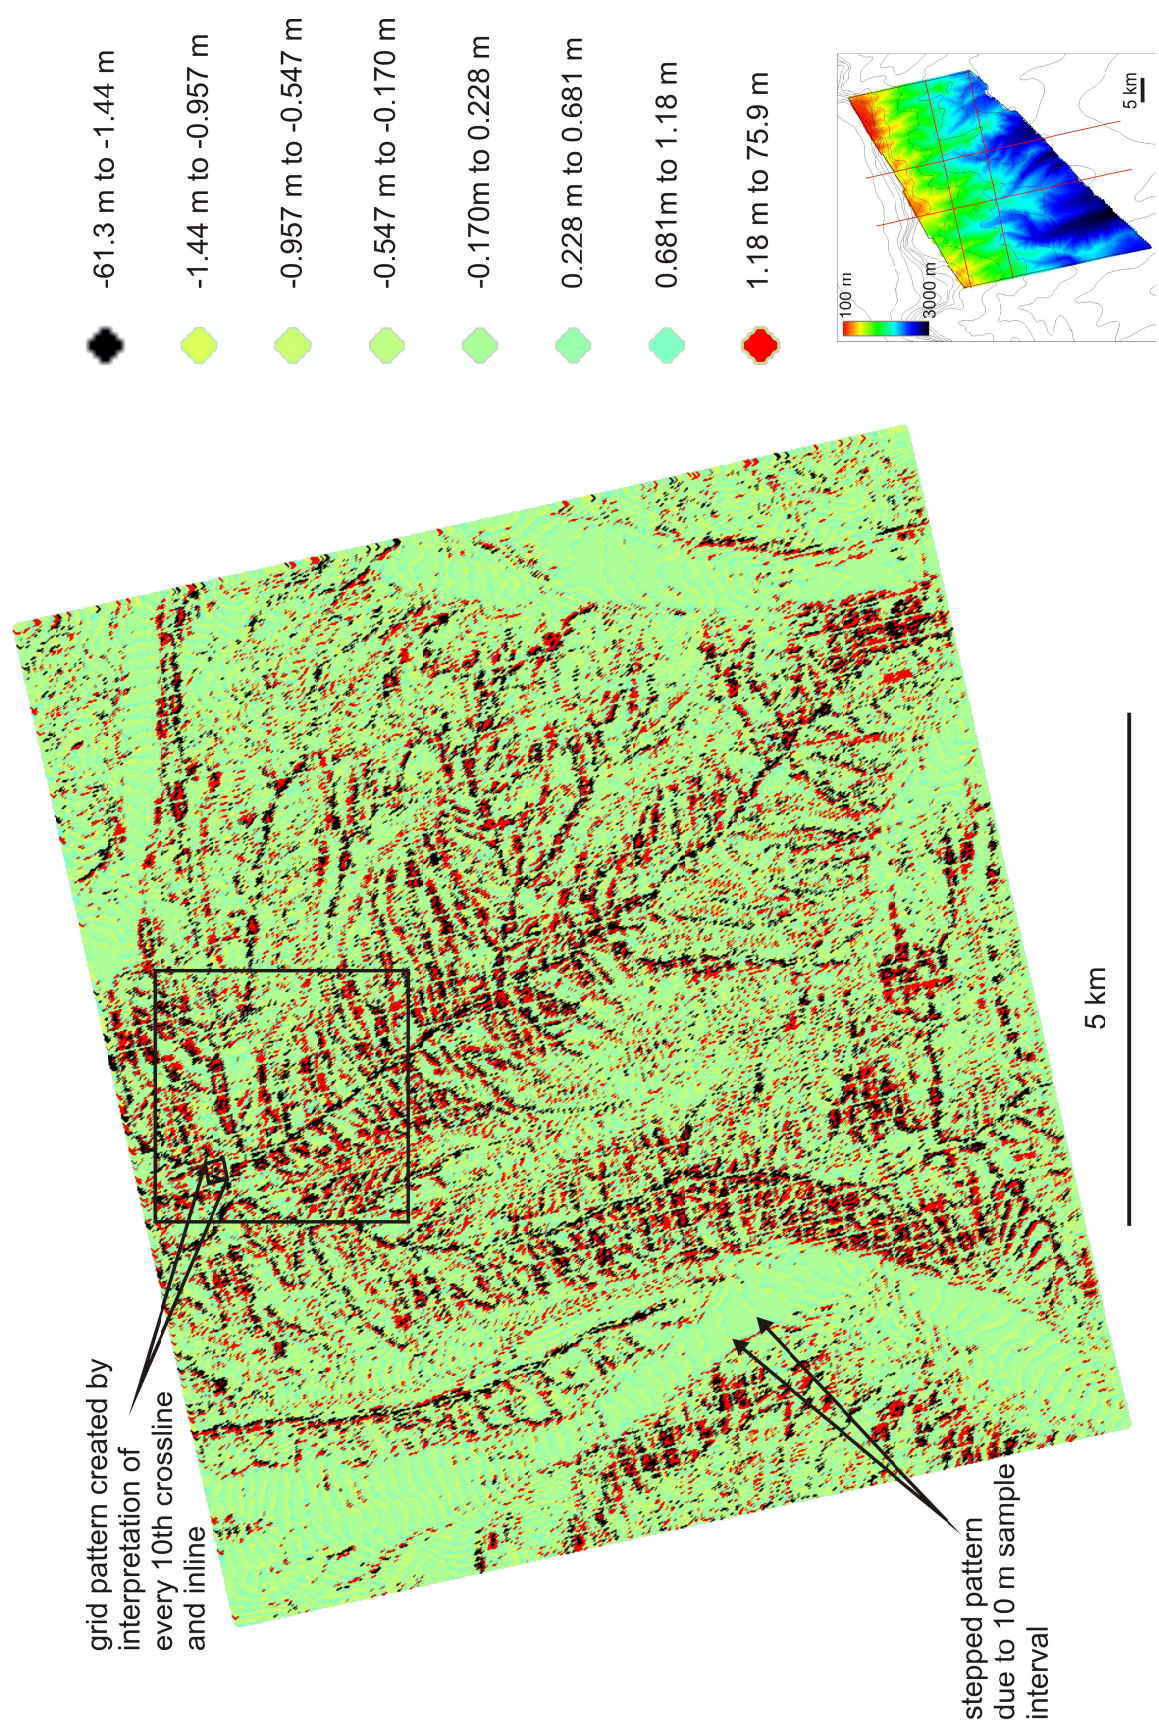 -61.3 m to -1.44 m
-1.44 m to -0.957 m
-0.957 m to -0.547 m
-0.547 m to -0.170 m
-0.170m to 0.228 m
0.228 m to 0.681 m
0.681m to 1.18 m
1.18 m to 75.9 m
100 m
3000 m
5 km
grid pattern created by
interpretation of
every 10th crossline
and inline
stepped pattern
due to 10 m sample
interval
5 km